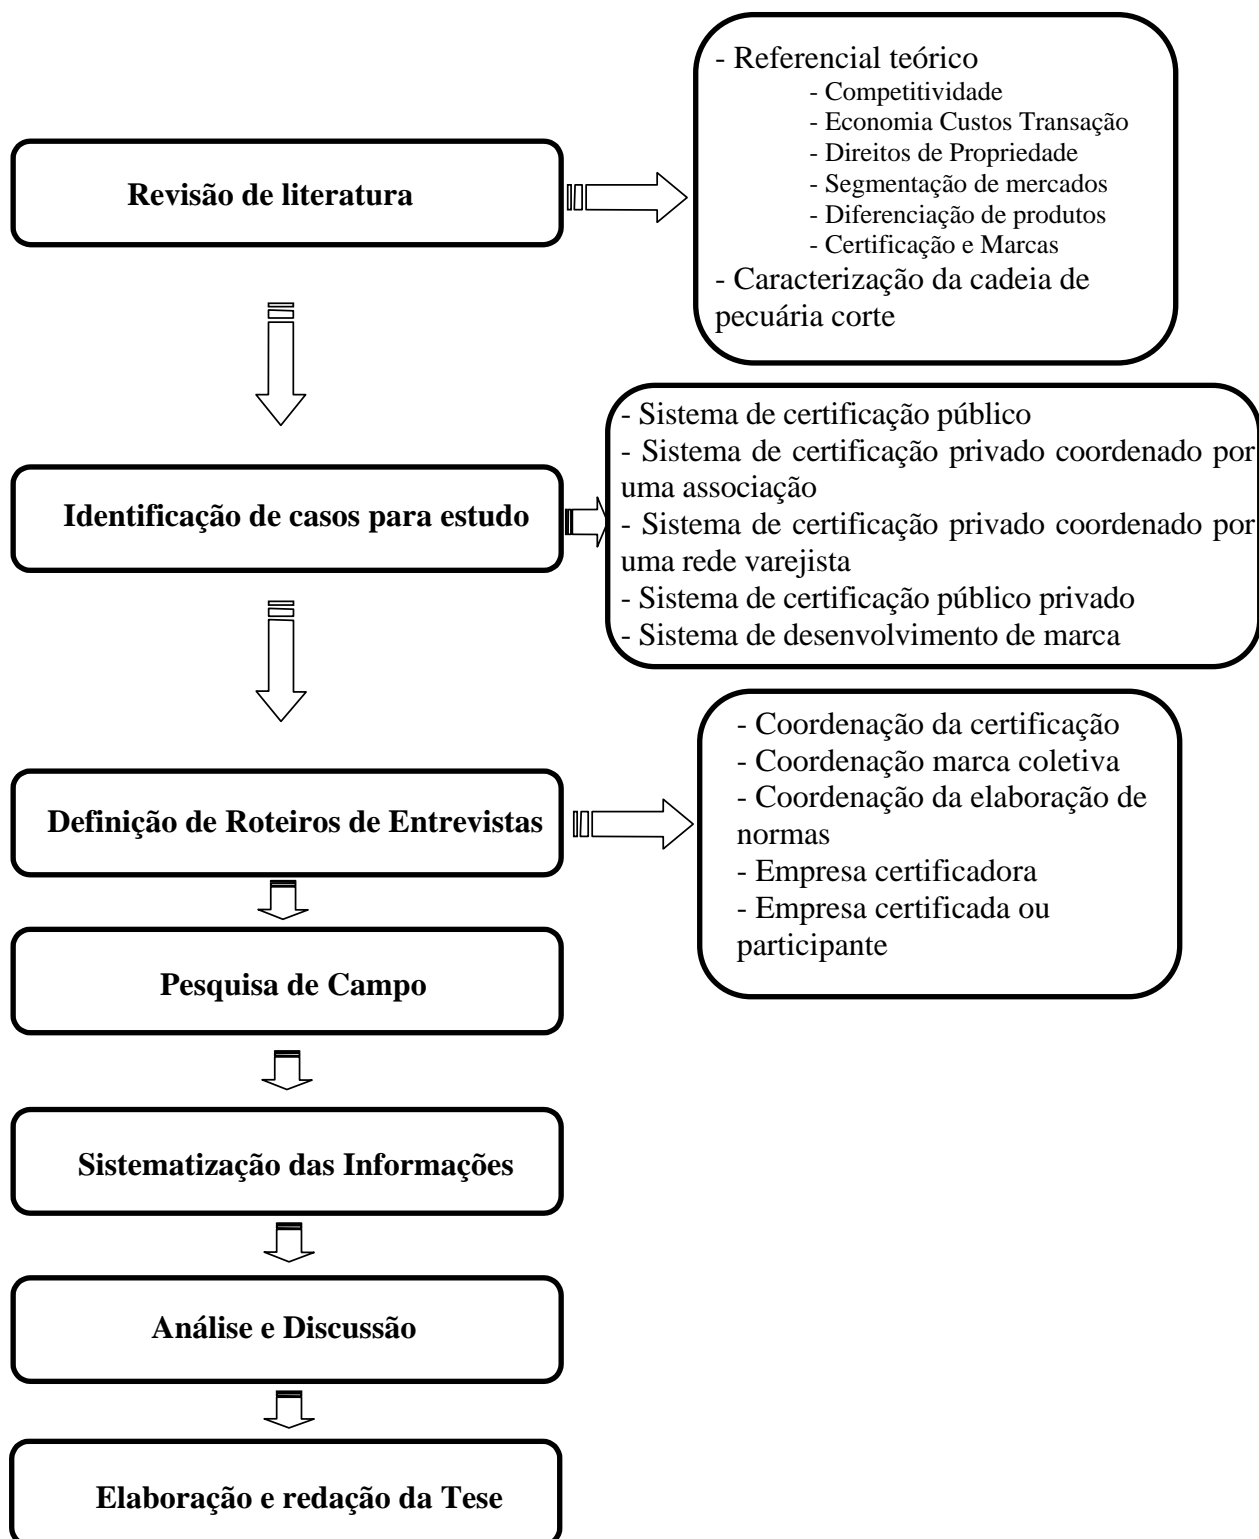 Revisão de literatura
- Referencial teórico
- Competitividade
- Economia Custos Transação
- Direitos de Propriedade
- Segmentação de mercados
- Diferenciação de produtos
- Certificação e Marcas
- Caracterização da cadeia de
pecuária corte
Identificação de casos para estudo
- Sistema de certificação público
- Sistema de certificação privado coordenado por
uma associação
- Sistema de certificação privado coordenado por
uma rede varejista
- Sistema de certificação público privado
- Sistema de desenvolvimento de marca
Definição de Roteiros de Entrevistas
- Coordenação da certificação
- Coordenação marca coletiva
- Coordenação da elaboração de
normas
- Empresa certificadora
- Empresa certificada ou
participante
Pesquisa de Campo
Sistematização das Informações
Análise e Discussão
Elaboração e redação da Tese